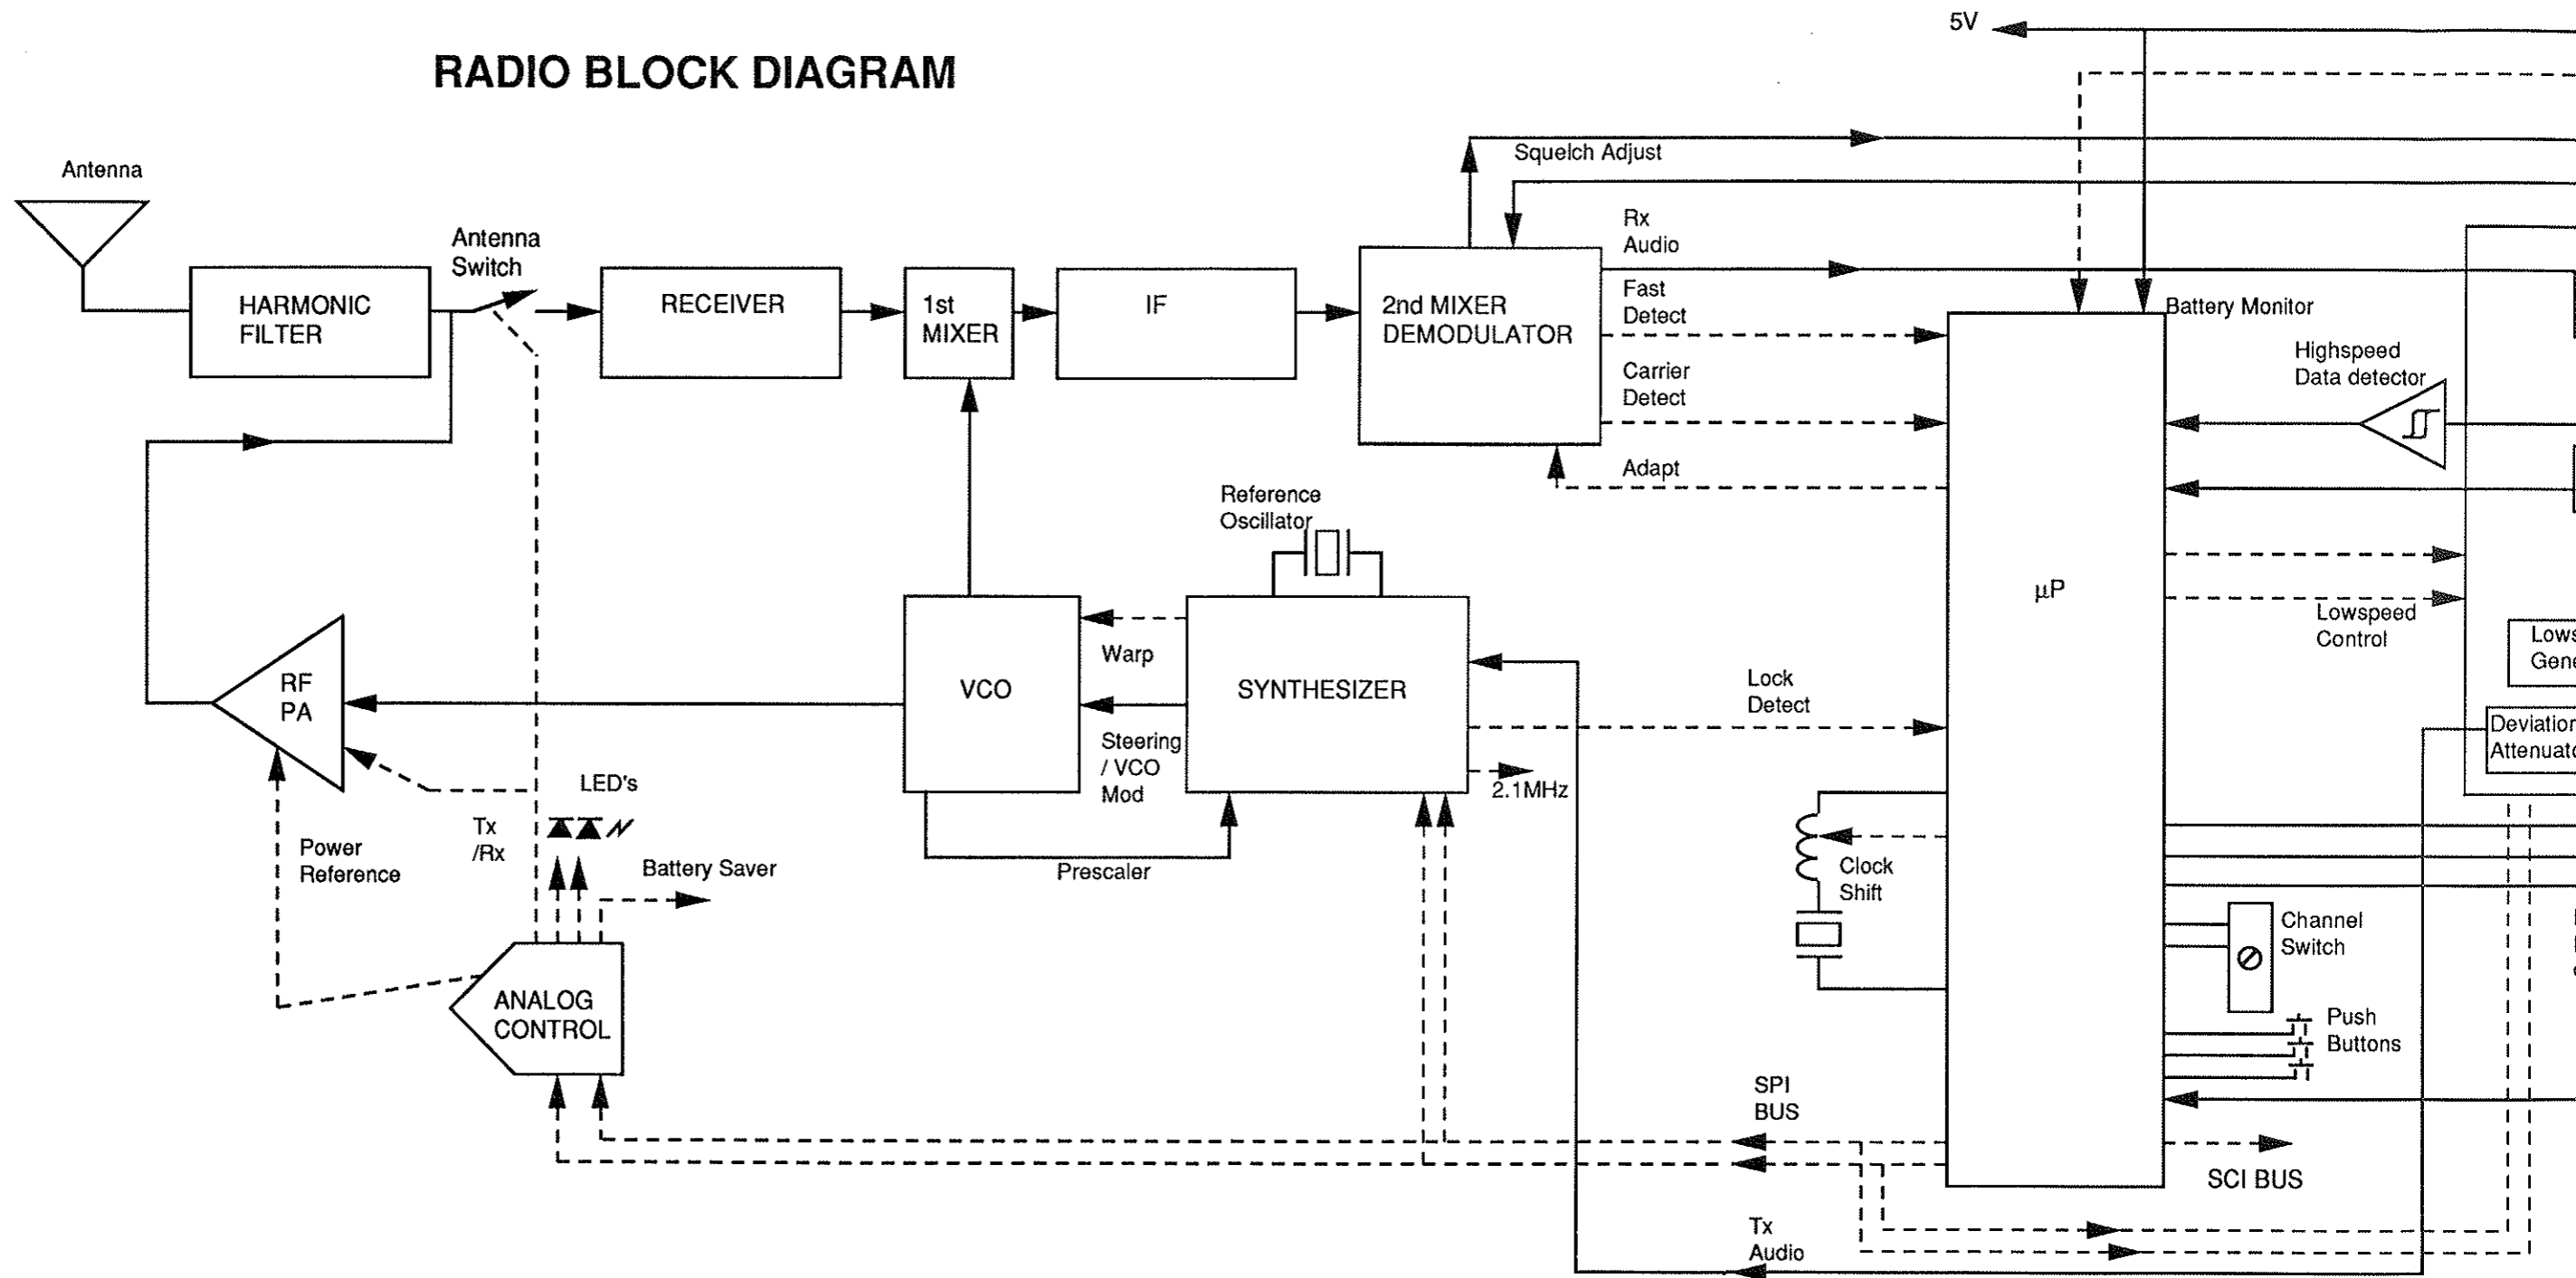 RADIO BLOCK DIAGRAM
5V
Antenna
Antenna
Switch
HARMONIC
FILTER
RECEIVER
1st
MIXER
IF
2nd MIXER
DEMODULATOR
Squelch Adjust
Rx
Audio
Fast
Detect
Carrier
Detect
Adapt
Battery Monitor
Highspeed
Data detector
Reference
Oscillator
RF
PA
VCO
Warp
Steering
/ VCO
Mod
SYNTHESIZER
Lock
Detect
2.1MHz
µP
Lowspeed
Control
Deviation
Prescaler
Power
Reference
Tx
/Rx
LED's
Battery Saver
ANALOG
CONTROL
Clock
Shift
Channel
Switch
Push
Buttons
SPI
BUS
SCI BUS
Tx
Audio